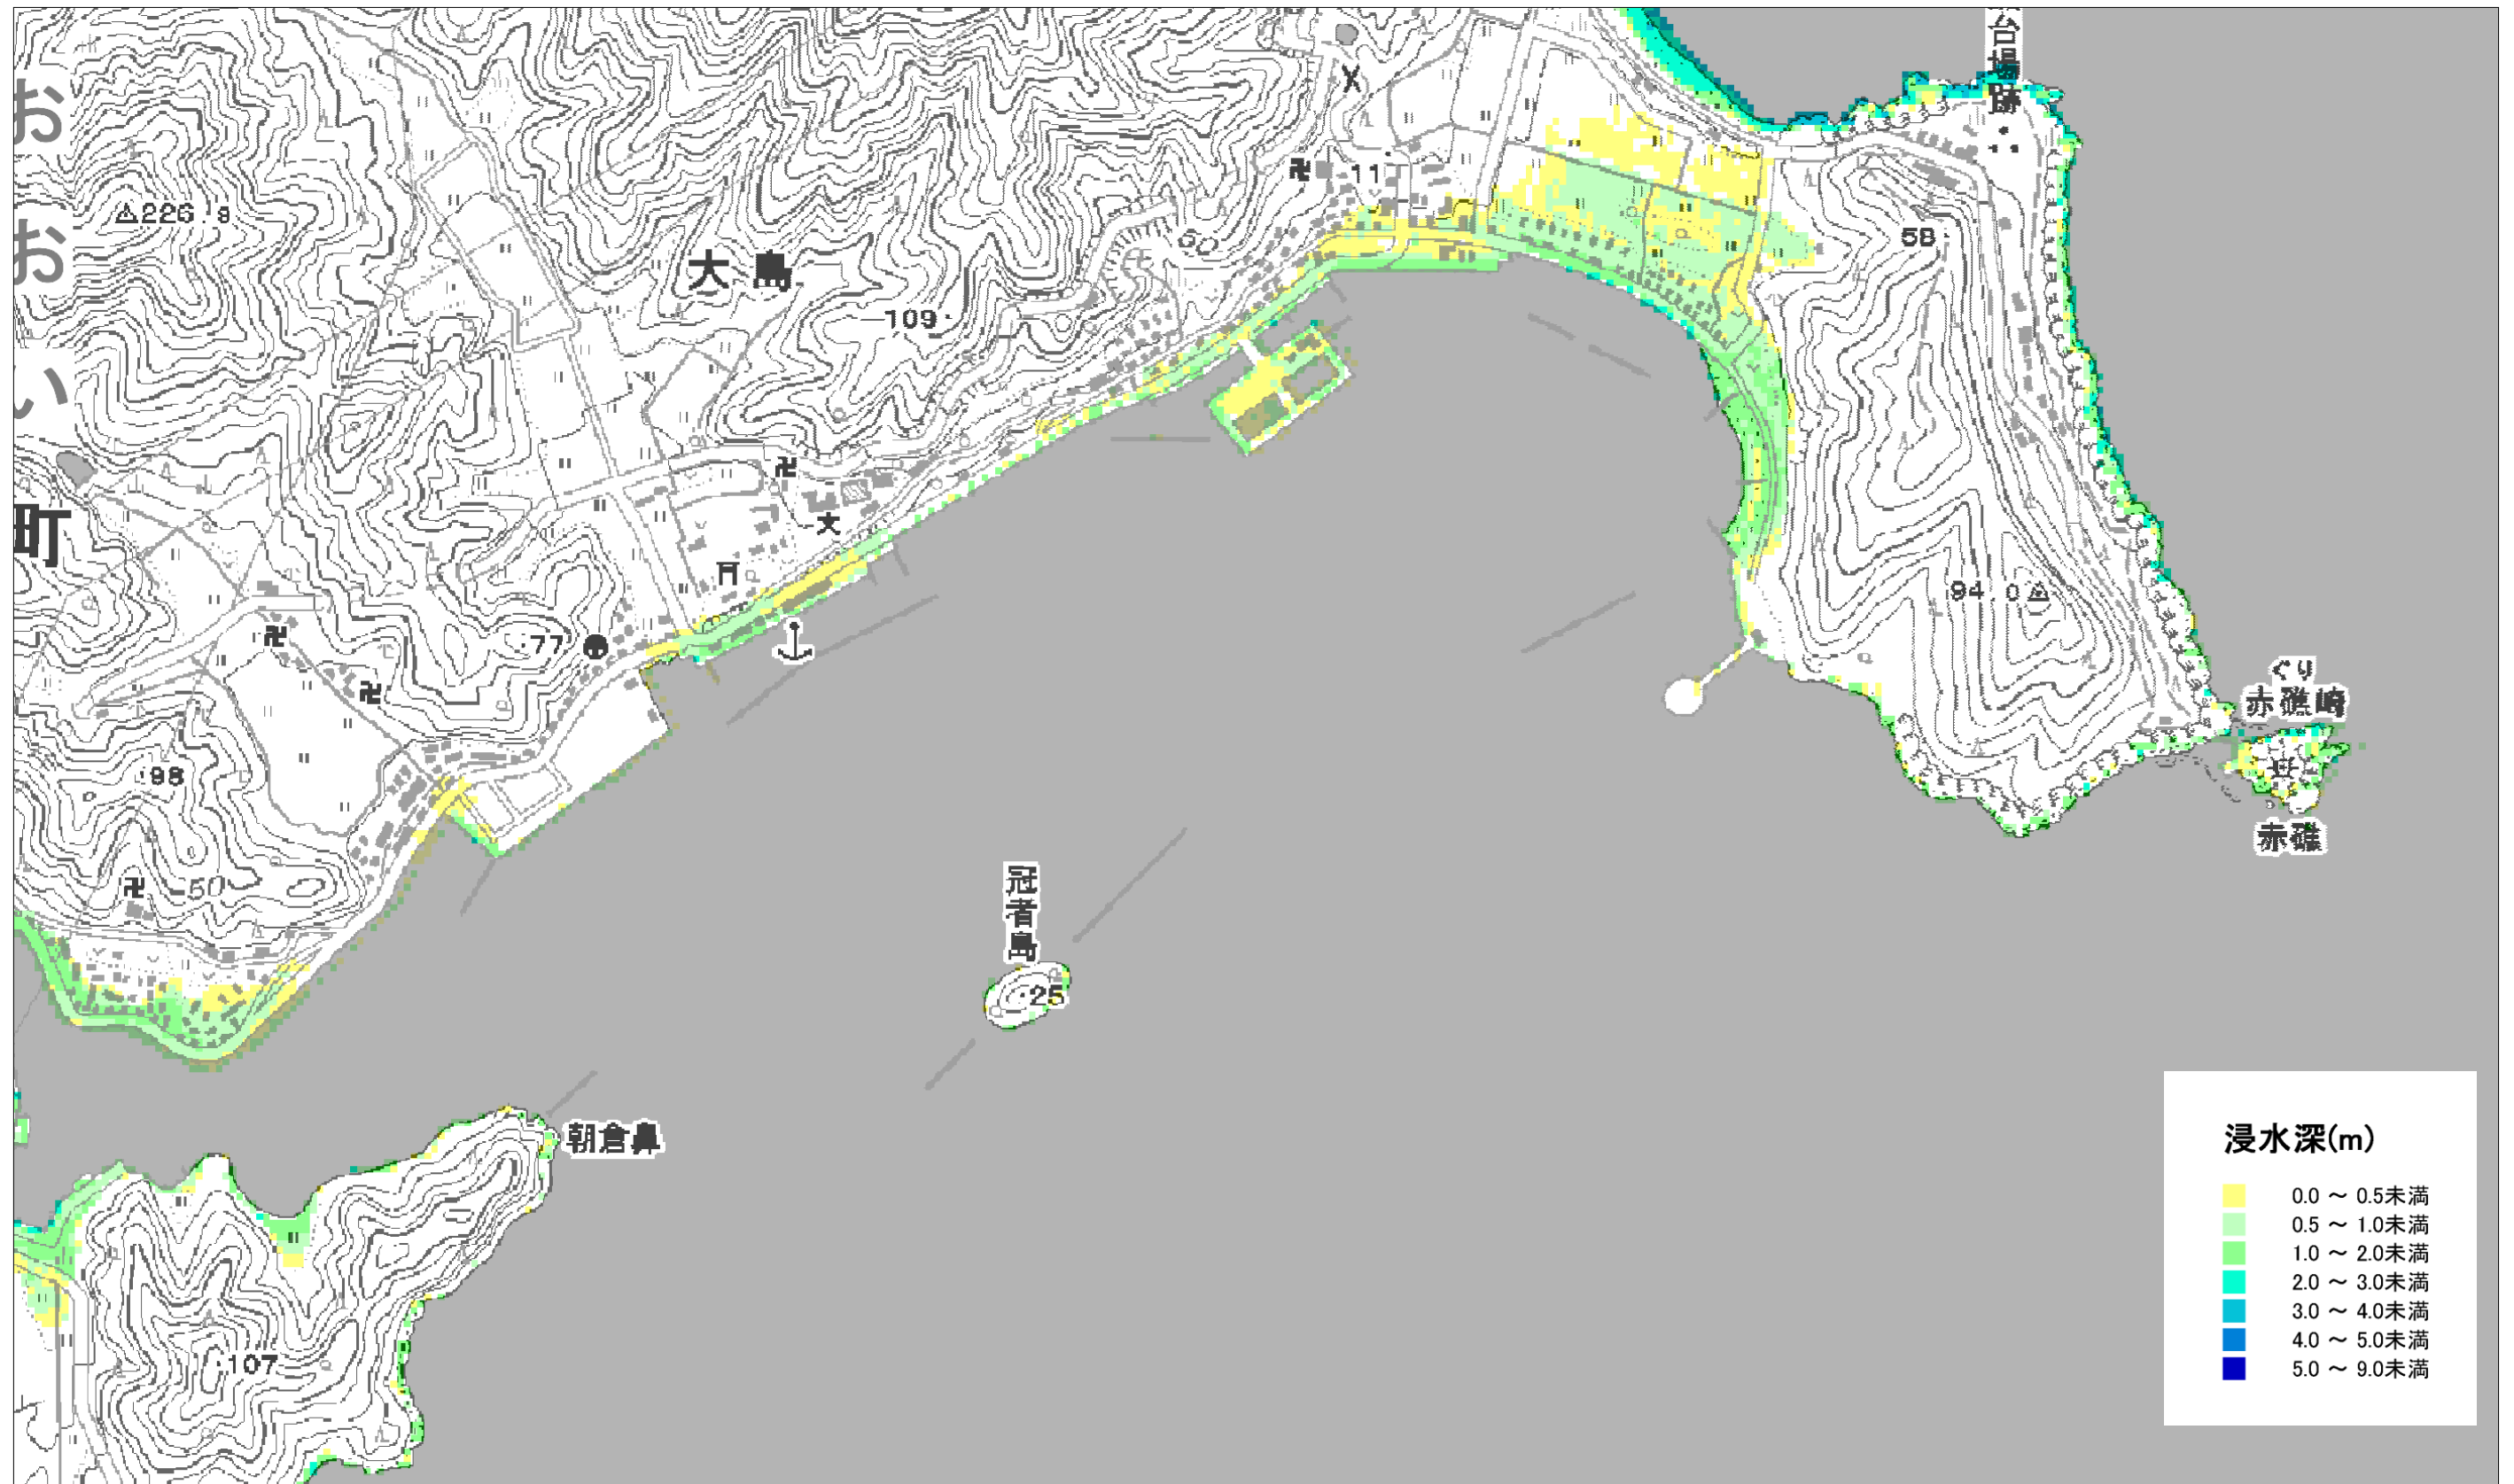 おおい
町
台場跡
大島
226.8
11
60
58
109
94.0
77
98
50
ぐり
赤礁崎
赤礁
冠者島
25
朝倉鼻
107
浸水深(m)
0.0 ～ 0.5未満
0.5 ～ 1.0未満
1.0 ～ 2.0未満
2.0 ～ 3.0未満
3.0 ～ 4.0未満
4.0 ～ 5.0未満
5.0 ～ 9.0未満